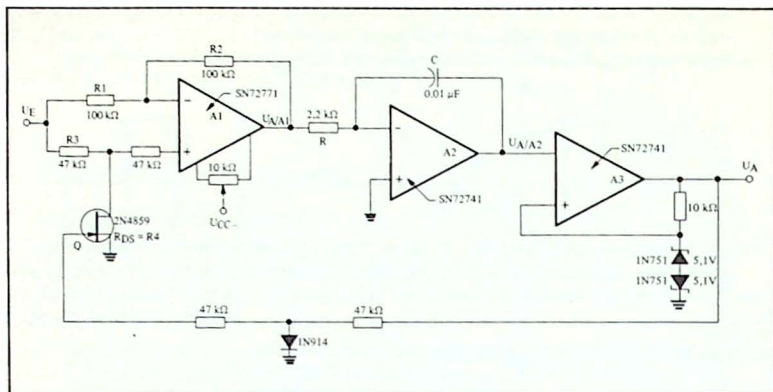 R2
100 kΩ
C
0.01 µF
SN72771
R1
100 kΩ
U_E
R3
47 kΩ
47 kΩ
A1
10 kΩ
U_CC-
U_A/A1
2,2 kΩ
R
A2
SN72741
U_A/A2
SN72741
A3
U_A
10 kΩ
1N751 5,1V
1N751 5,1V
2N4859
R_DS = R4
Q
47 kΩ
47 kΩ
1N914